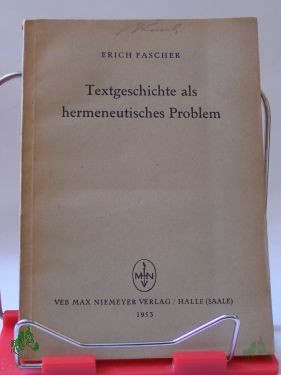 ERICH FASCHER
Textgeschichte als
hermeneutisches Problem
M N
VEB MAX NIEMEYER VERLAG / HALLE (SAALE)
1953